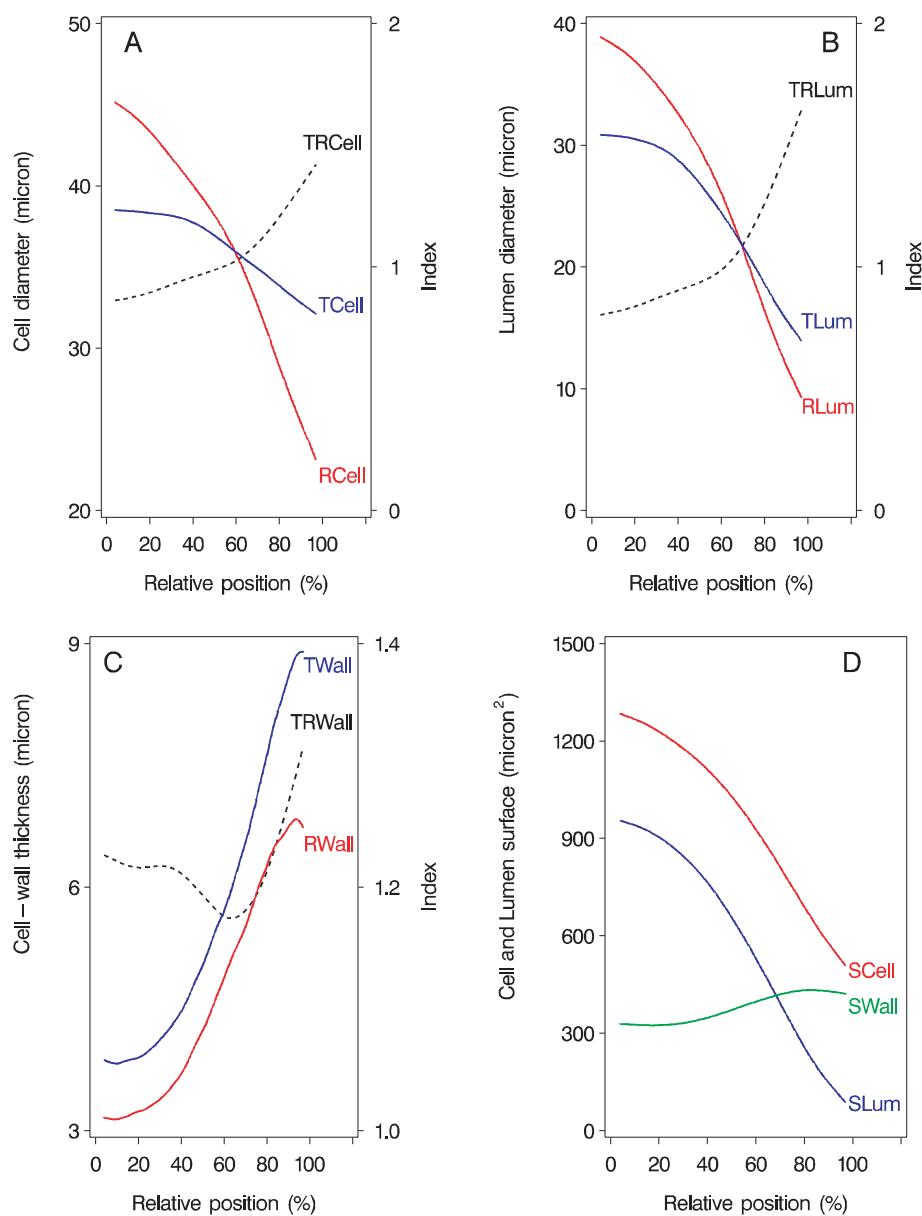 A
50
40
30
20
Cell diameter (micron)
TRCell
TCell
RCell
2
1
0
Index
0 20 40 60 80 100
Relative position (%)
B
40
30
20
10
0
Lumen diameter (micron)
TRLum
TLum
RLum
2
1
0
Index
0 20 40 60 80 100
Relative position (%)
C
9
6
3
Cell-wall thickness (micron)
TWall
TRWall
RWall
1.4
1.2
1.0
Index
0 20 40 60 80 100
Relative position (%)
D
1500
1200
900
600
300
0
Cell and Lumen surface (micron²)
SCell
SWall
SLum
0 20 40 60 80 100
Relative position (%)